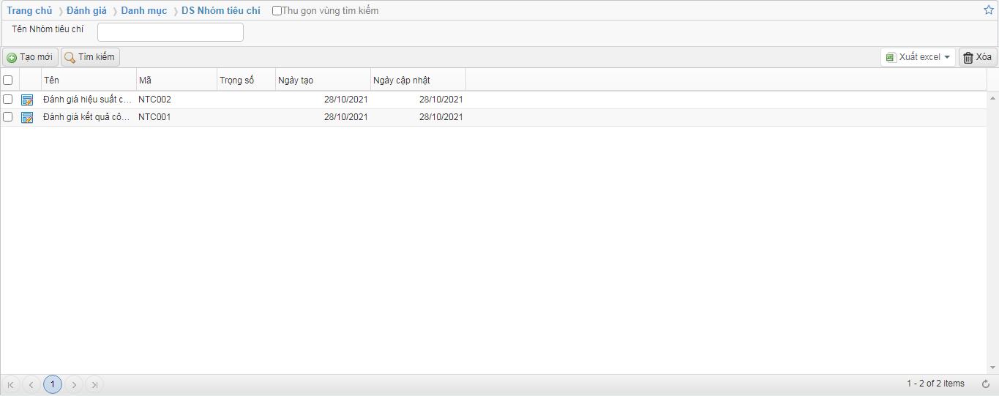 Trang chủ Đánh giá Danh mục DS Nhóm tiêu chí Thu gọn vùng tìm kiếm
Tên Nhóm tiêu chí
Tạo mới Tìm kiếm Xuất excel Xóa
Tên Mã Trọng số Ngày tạo Ngày cập nhật
Đánh giá hiệu suất c... NTC002 28/10/2021 28/10/2021
Đánh giá kết quả cô... NTC001 28/10/2021 28/10/2021
1 1 - 2 of 2 items